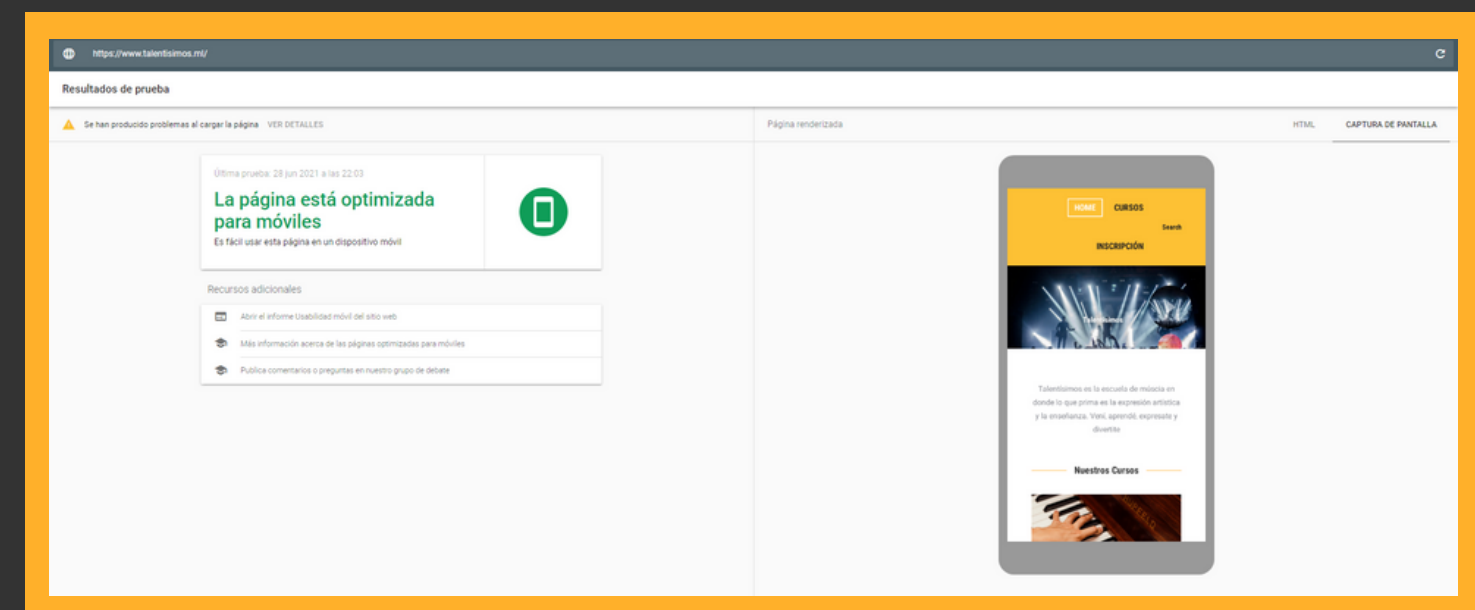 https://www.talentisimos.ml/
Resultados de prueba
Se han producido problemas al cargar la página VER DETALLES
Última prueba: 28 jun 2021 a las 22:03
La página está optimizada
para móviles
Es fácil usar esta página en un dispositivo móvil
Recursos adicionales
Abrir el informe Usabilidad móvil del sitio web
Más información acerca de las páginas optimizadas para móviles
Publica comentarios o preguntas en nuestro grupo de debate
Página renderizada HTML CAPTURA DE PANTALLA
HOME CURSOS
Search
INSCRIPCIÓN
Talentisimos
Talentisimos es la escuela de múscia en
donde lo que prima es la expresión artística
y la enseñanza. Vení, aprendé, expresate y
divertite
Nuestros Cursos